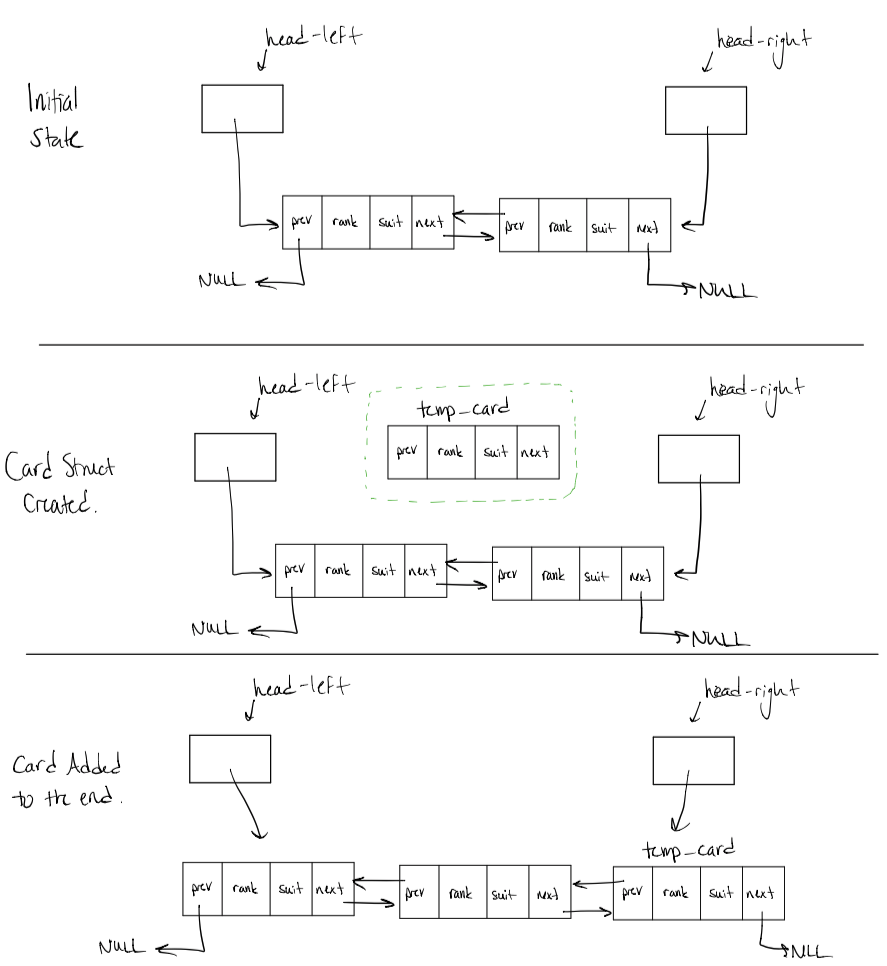 head-left
head-right
Initial
State
prev rank suit next
prev rank suit next
NULL
NULL
head-left
head-right
temp_card
prev rank suit next
Card Struct
Created.
prev rank suit next
prev rank suit next
NULL
NULL
head-left
head-right
Card Added
to the end.
temp_card
prev rank suit next
prev rank suit next
prev rank suit next
NULL
NLL